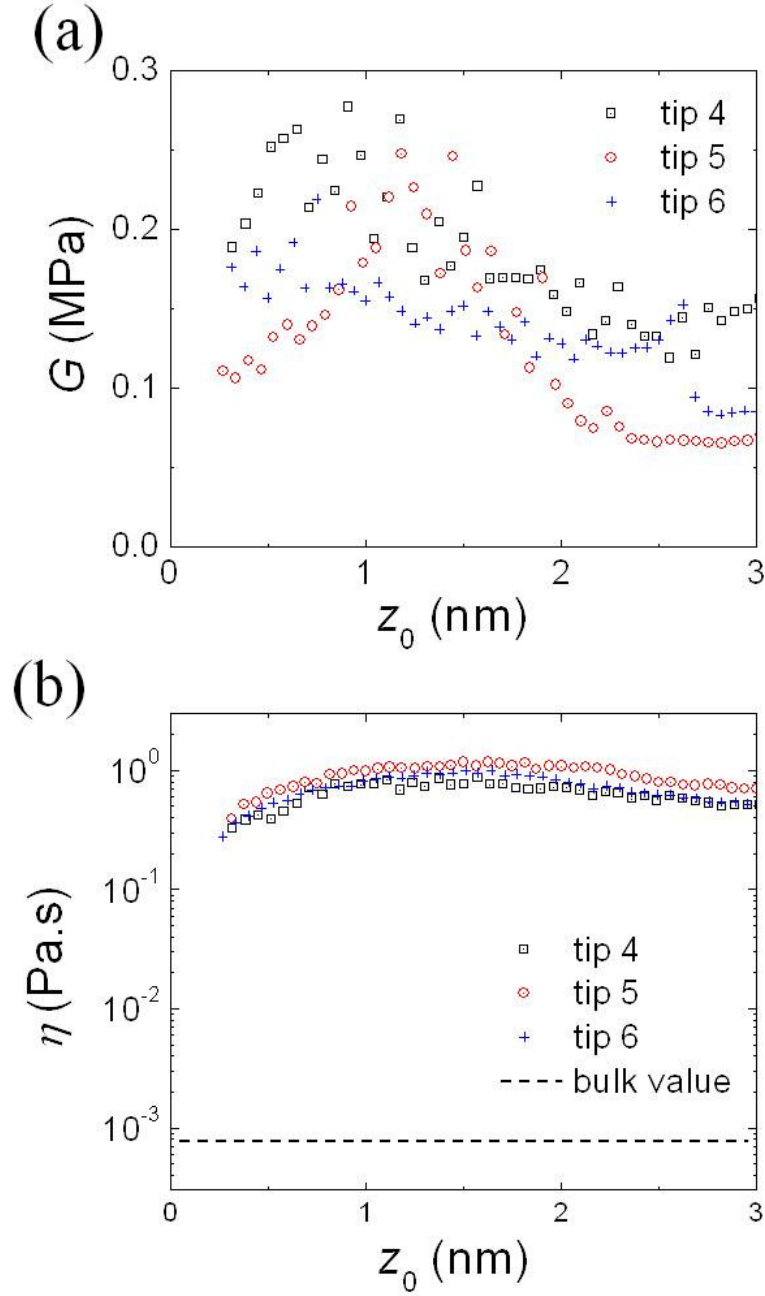 (a)
0.3
tip 4
tip 5
tip 6
0.2
G (MPa)
0.1
0.0
0 1 2 3
z₀ (nm)
(b)
10⁰
10⁻¹
η (Pa.s)
tip 4
10⁻²
tip 5
tip 6
bulk value
10⁻³
0 1 2 3
z₀ (nm)